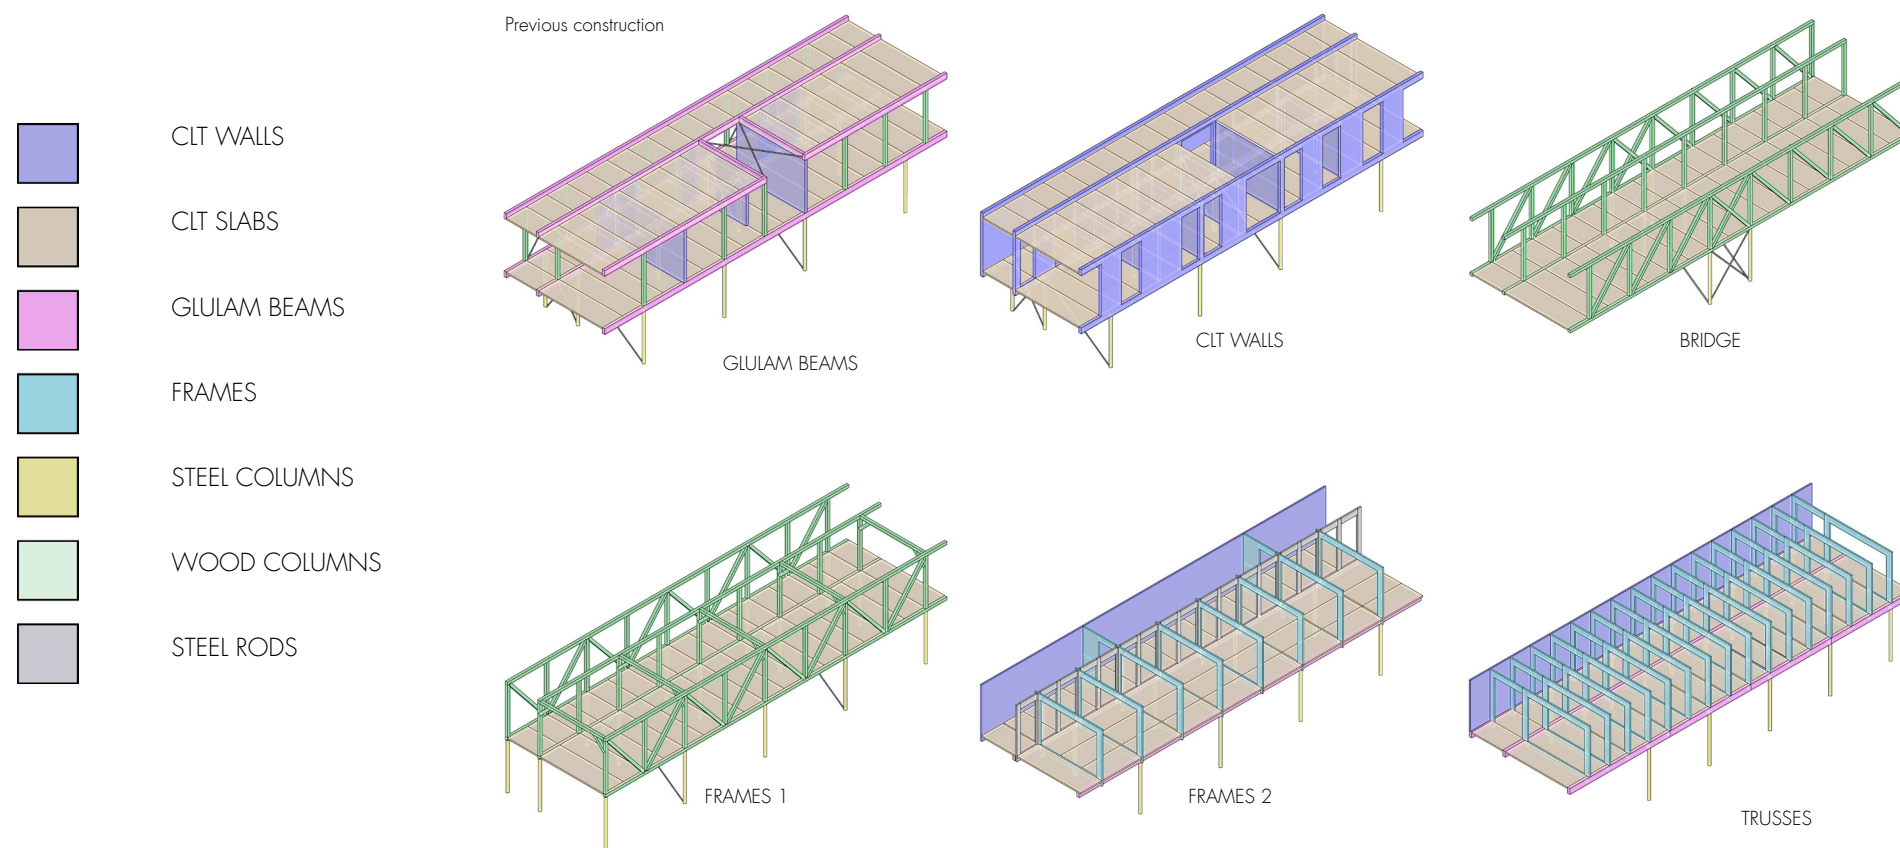 Previous construction
CLT WALLS
CLT SLABS
GLULAM BEAMS
FRAMES
STEEL COLUMNS
WOOD COLUMNS
STEEL RODS
GLULAM BEAMS
CLT WALLS
BRIDGE
FRAMES 1
FRAMES 2
TRUSSES